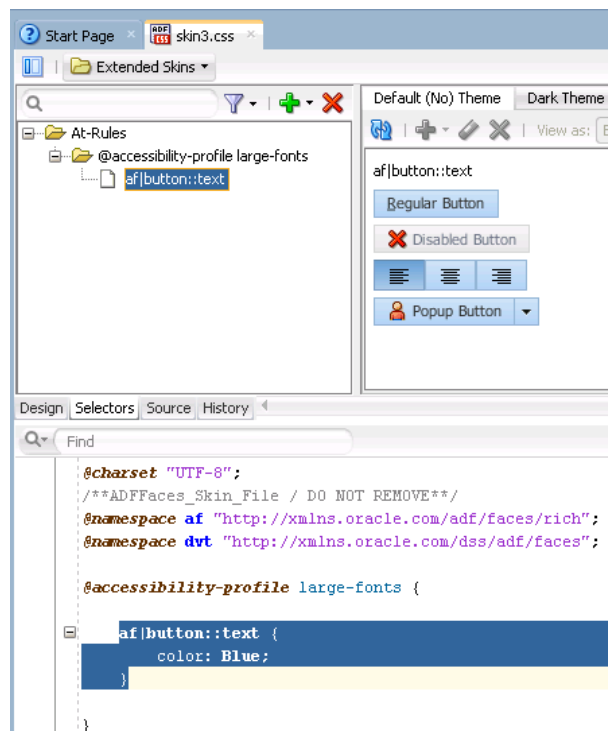 Start Page
ADF CSS skin3.css
Extended Skins
Default (No) Theme Dark Theme
At-Rules
View as:
@accessibility-profile large-fonts
af|button::text
af|button::text
Regular Button
Disabled Button
Popup Button
Design Selectors Source History
Find
@charset "UTF-8";
/**ADFFaces_Skin_File / DO NOT REMOVE**/
@namespace af "http://xmlns.oracle.com/adf/faces/rich";
@namespace dvt "http://xmlns.oracle.com/dss/adf/faces";
@accessibility-profile large-fonts {
af|button::text {
color: Blue;
}
}